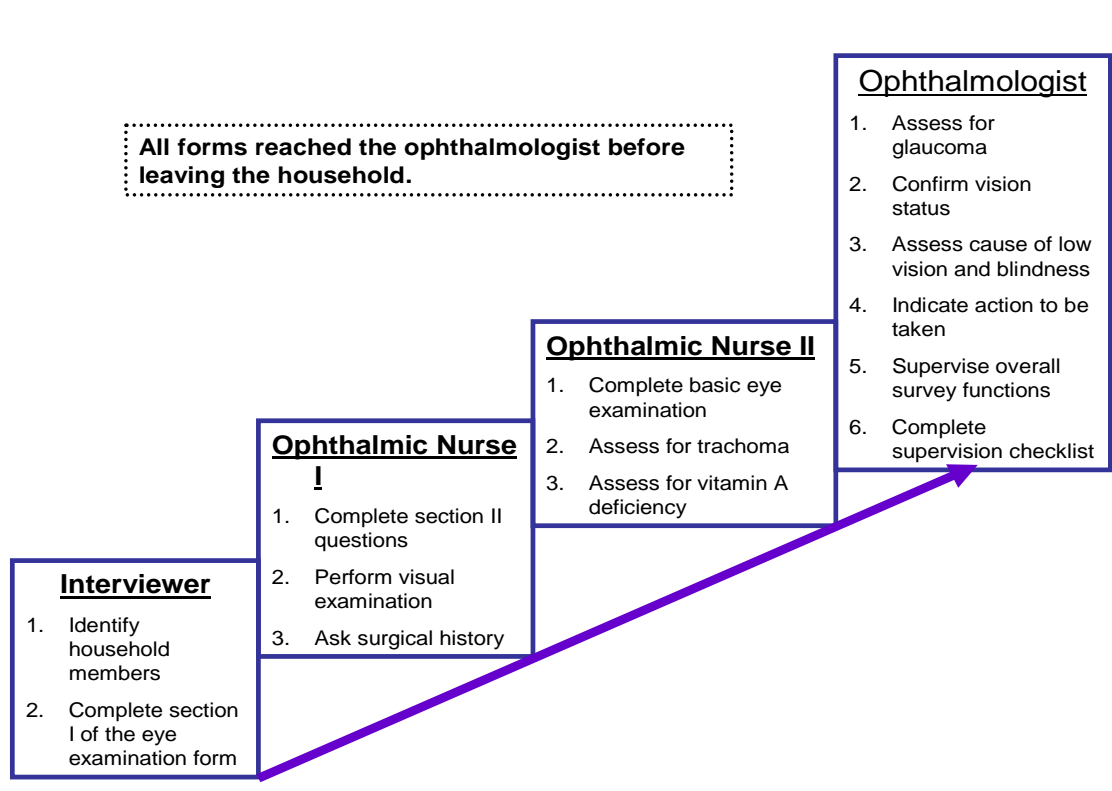 All forms reached the ophthalmologist before
leaving the household.
Interviewer
1. Identify
household
members
2. Complete section
I of the eye
examination form
Ophthalmic Nurse
I
1. Complete section II
questions
2. Perform visual
examination
3. Ask surgical history
Ophthalmic Nurse II
1. Complete basic eye
examination
2. Assess for trachoma
3. Assess for vitamin A
deficiency
Ophthalmologist
1. Assess for
glaucoma
2. Confirm vision
status
3. Assess cause of low
vision and blindness
4. Indicate action to be
taken
5. Supervise overall
survey functions
6. Complete
supervision checklist